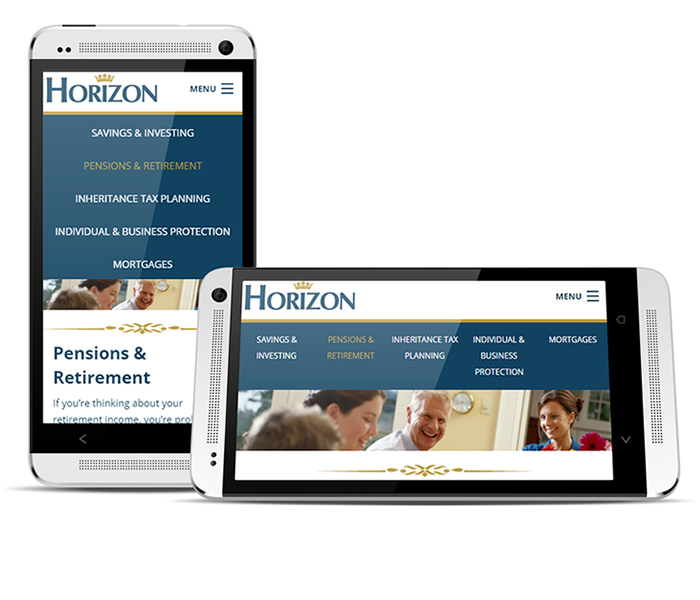 HORIZON
MENU
SAVINGS & INVESTING
PENSIONS & RETIREMENT
INHERITANCE TAX PLANNING
INDIVIDUAL & BUSINESS PROTECTION
MORTGAGES
Pensions &
Retirement
If you're thinking about your
retirement income, you're
HORIZON
MENU
SAVINGS &
INVESTING
PENSIONS &
RETIREMENT
INHERITANCE TAX
PLANNING
INDIVIDUAL &
BUSINESS
PROTECTION
MORTGAGES